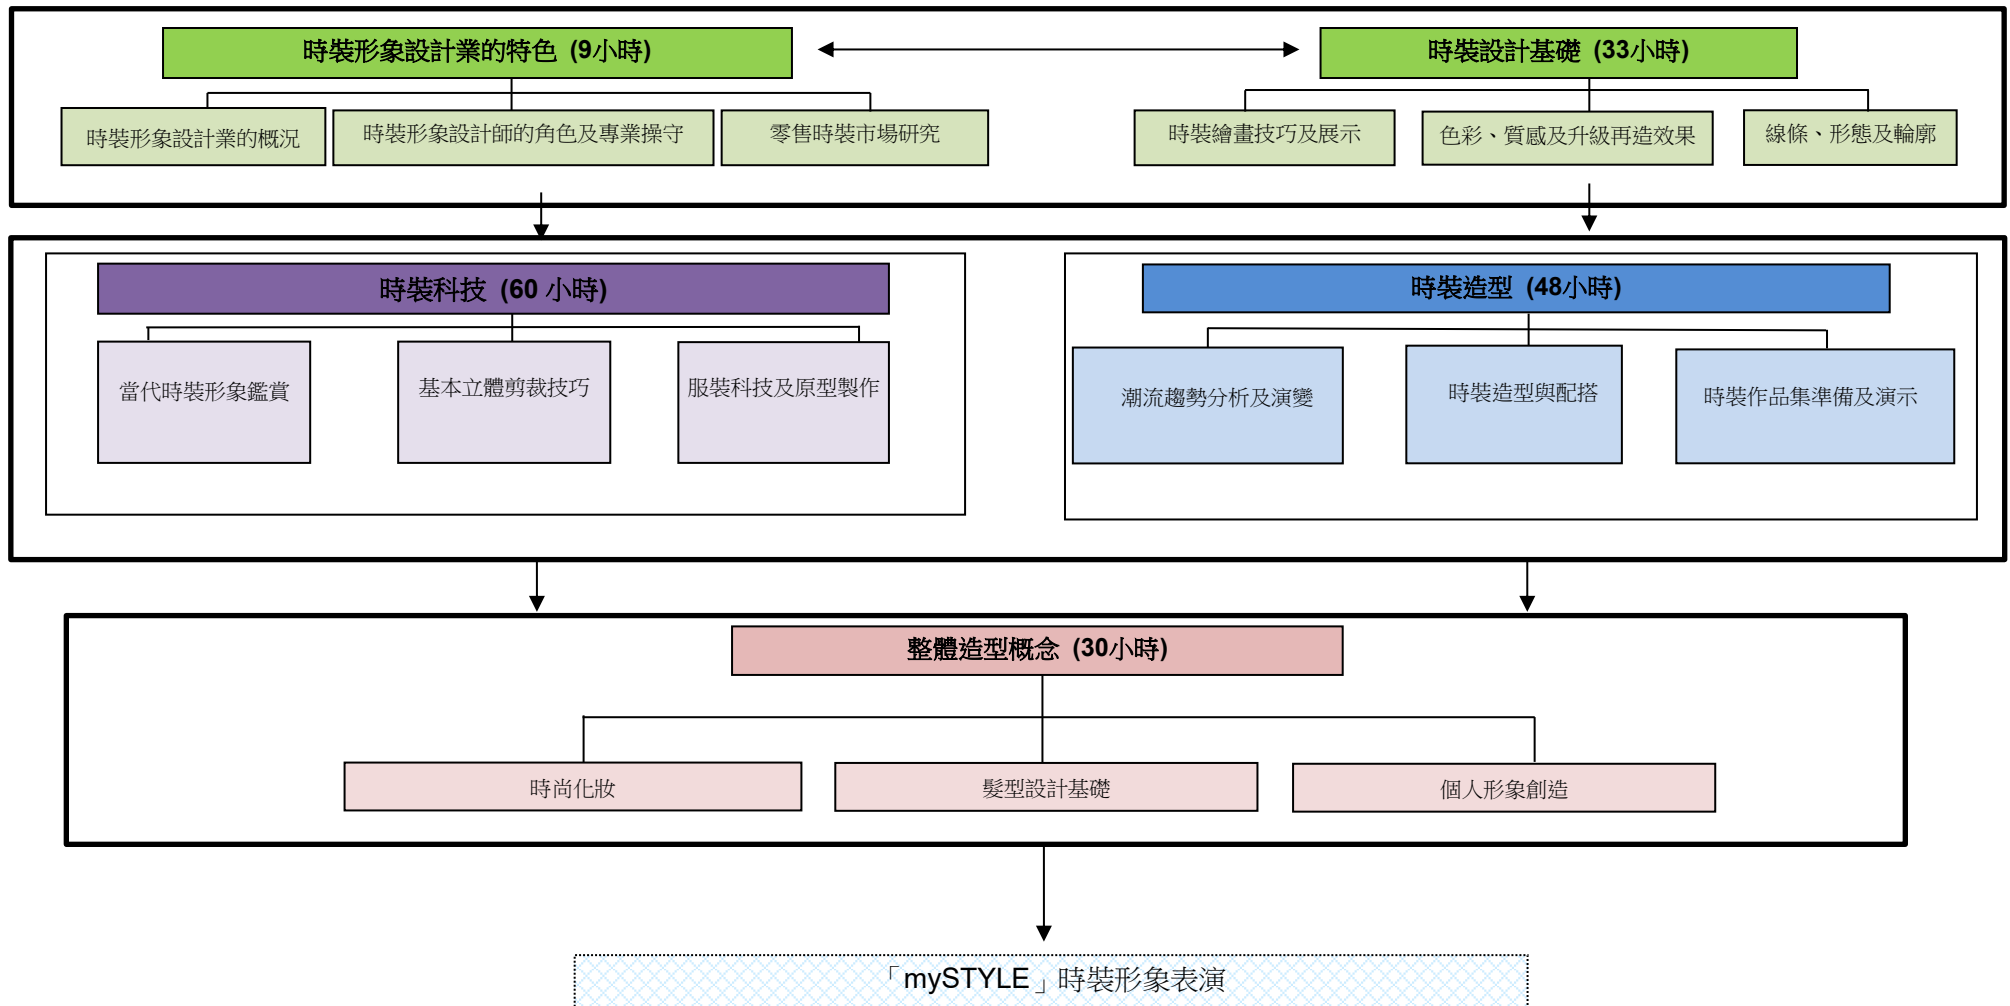 時裝形象設計業的特色 (9小時)
時裝設計基礎 (33小時)
時裝形象設計業的概況
時裝形象設計師的角色及專業操守
零售時裝市場研究
時裝繪畫技巧及展示
色彩、質感及升級再造效果
線條、形態及輪廓
時裝科技 (60 小時)
時裝造型 (48小時)
當代時裝形象鑑賞
基本立體剪裁技巧
服裝科技及原型製作
潮流趨勢分析及演變
時裝造型與配搭
時裝作品集準備及演示
整體造型概念 (30小時)
時尚化妝
髮型設計基礎
個人形象創造
「mySTYLE」時裝形象表演